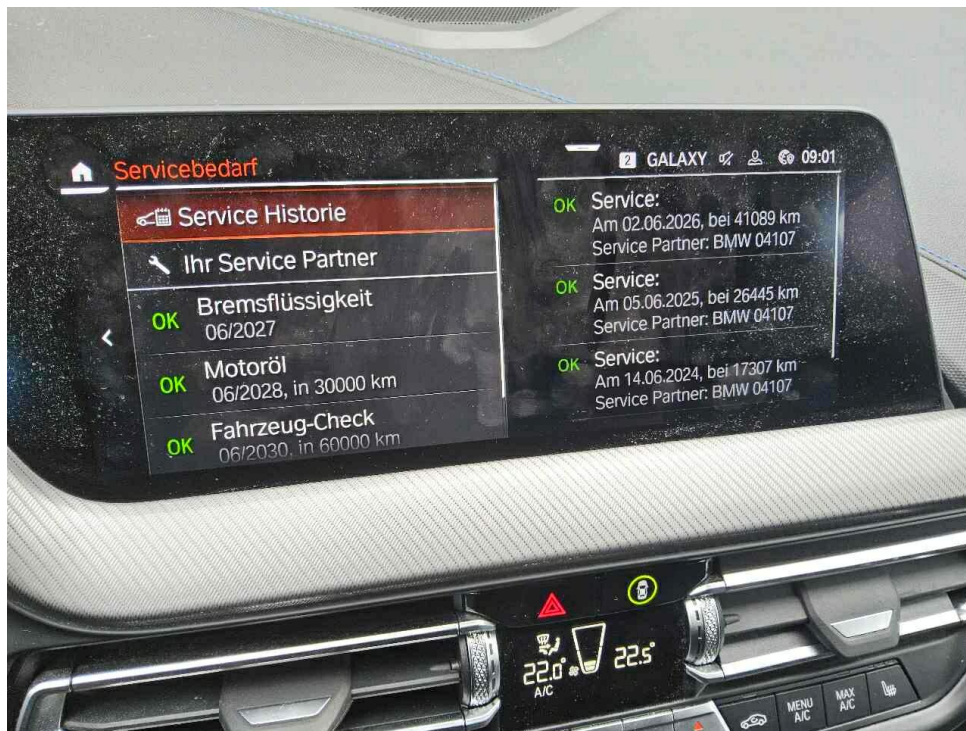 Servicebedarf
2 GALAXY 09:01
Service Historie
Ihr Service Partner
OK Bremsflüssigkeit
06/2027
OK Motoröl
06/2028, in 30000 km
OK Fahrzeug-Check
06/2030, in 60000 km
OK Service:
Am 02.06.2026, bei 41089 km
Service Partner: BMW 04107
OK Service:
Am 05.06.2025, bei 26445 km
Service Partner: BMW 04107
OK Service:
Am 14.06.2024, bei 17307 km
Service Partner: BMW 04107
22.0° 22.5°
A/C
MENU
A/C
MAX
A/C